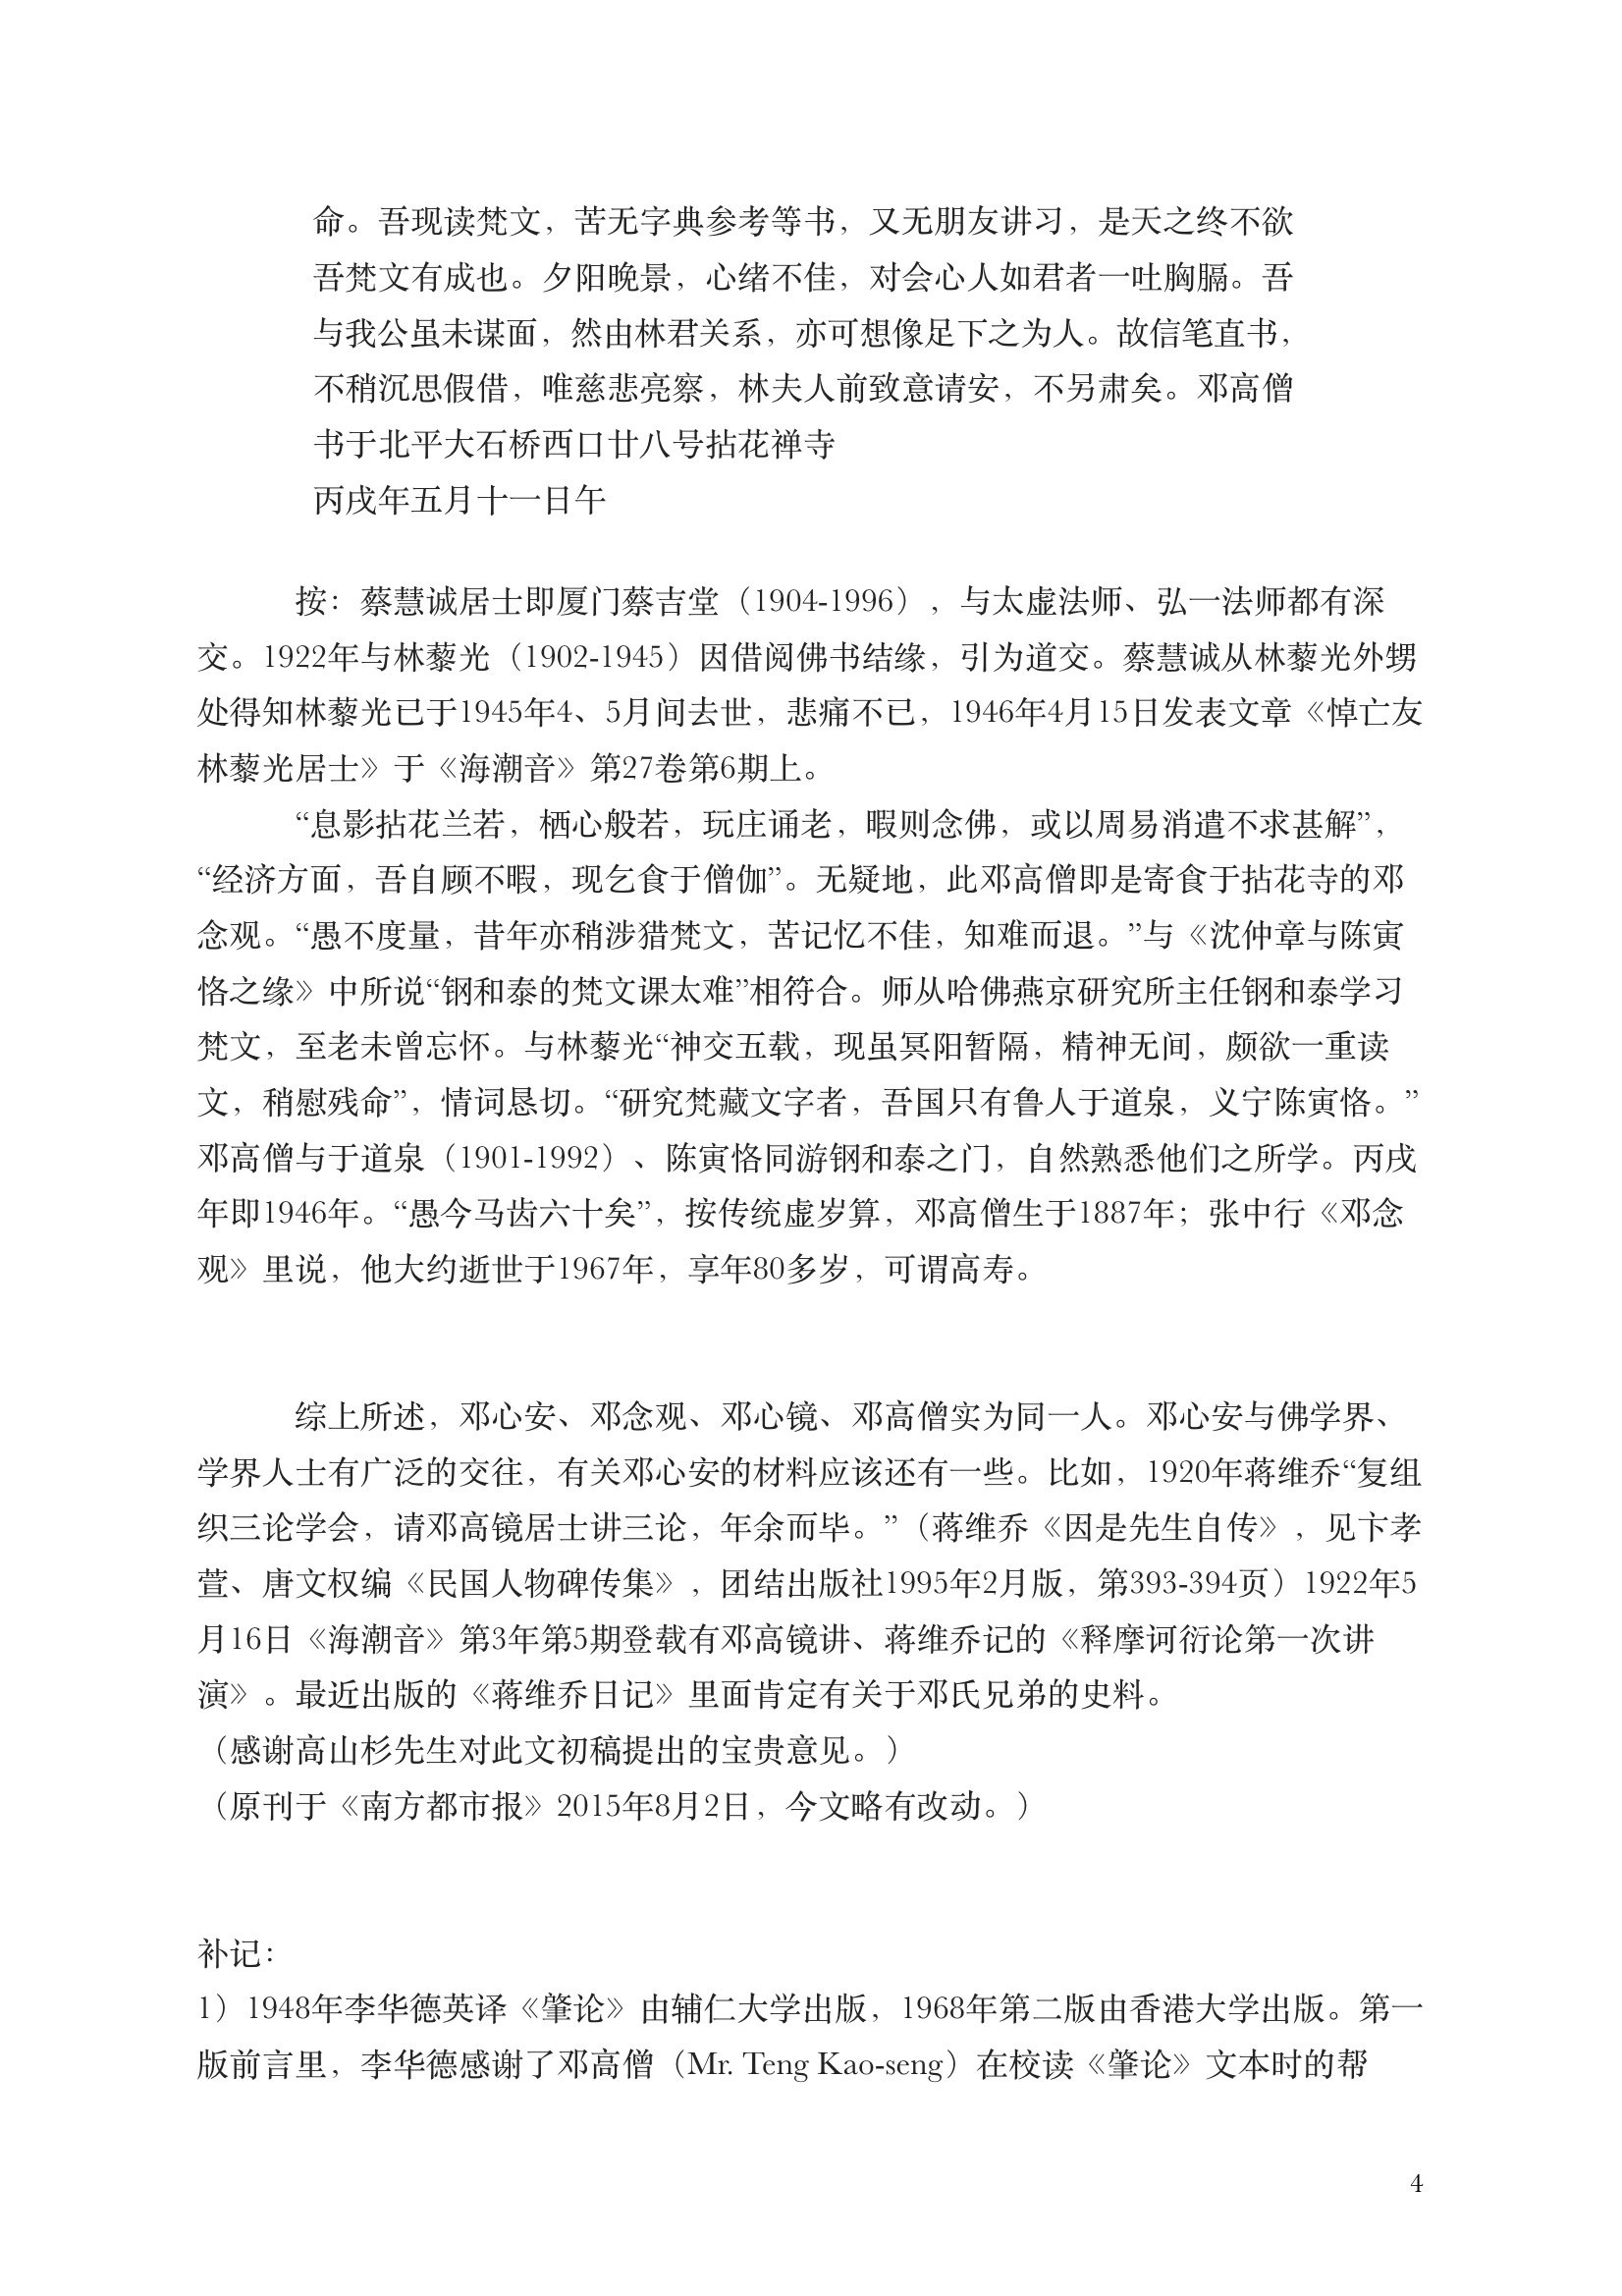 命。吾现读梵文，苦无字典参考等书，又无朋友讲习，是天之终不欲
吾梵文有成也。夕阳晚景，心绪不佳，对会心人如君者一吐胸膈。吾
与我公虽未谋面，然由林君关系，亦可想像足下之为人。故信笔直书，
不稍沉思假借，唯慈悲亮察，林夫人前致意请安，不另肃矣。邓高僧
书于北平大石桥西口廿八号拈花禅寺
丙戌年五月十一日午
按：蔡慧诚居士即厦门蔡吉堂（1904-1996），与太虚法师、弘一法师都有深
交。1922年与林藜光（1902-1945）因借阅佛书结缘，引为道交。蔡慧诚从林藜光外甥
处得知林藜光已于1945年4、5月间去世，悲痛不已，1946年4月15日发表文章《悼亡友
林藜光居士》于《海潮音》第27卷第6期上。
“息影拈花兰若，栖心般若，玩庄诵老，暇则念佛，或以周易消遣不求甚解”，
“经济方面，吾自顾不暇，现乞食于僧伽”。无疑地，此邓高僧即是寄食于拈花寺的邓
念观。“愚不度量，昔年亦稍涉猎梵文，苦记忆不佳，知难而退。”与《沈仲章与陈寅
恪之缘》中所说“钢和泰的梵文课太难”相符合。师从哈佛燕京研究所主任钢和泰学习
梵文，至老未曾忘怀。与林藜光“神交五载，现虽冥阳暂隔，精神无间，颇欲一重读
文，稍慰残命”，情词恳切。“研究梵藏文字者，吾国只有鲁人于道泉，义宁陈寅恪。”
邓高僧与于道泉（1901-1992）、陈寅恪同游钢和泰之门，自然熟悉他们之所学。丙戌
年即1946年。“愚今马齿六十矣”，按传统虚岁算，邓高僧生于1887年；张中行《邓念
观》里说，他大约逝世于1967年，享年80多岁，可谓高寿。
综上所述，邓心安、邓念观、邓心镜、邓高僧实为同一人。邓心安与佛学界、
学界人士有广泛的交往，有关邓心安的材料应该还有一些。比如，1920年蒋维乔“复组
织三论学会，请邓高镜居士讲三论，年余而毕。”（蒋维乔《因是先生自传》，见卞孝
萱、唐文权编《民国人物碑传集》，团结出版社1995年2月版，第393-394页）1922年5
月16日《海潮音》第3年第5期登载有邓高镜讲、蒋维乔记的《释摩诃衍论第一次讲
演》。最近出版的《蒋维乔日记》里面肯定有关于邓氏兄弟的史料。
（感谢高山杉先生对此文初稿提出的宝贵意见。）
（原刊于《南方都市报》2015年8月2日，今文略有改动。）
补记：
1）1948年李华德英译《肇论》由辅仁大学出版，1968年第二版由香港大学出版。第一
版前言里，李华德感谢了邓高僧（Mr. Teng Kao-seng）在校读《肇论》文本时的帮
4